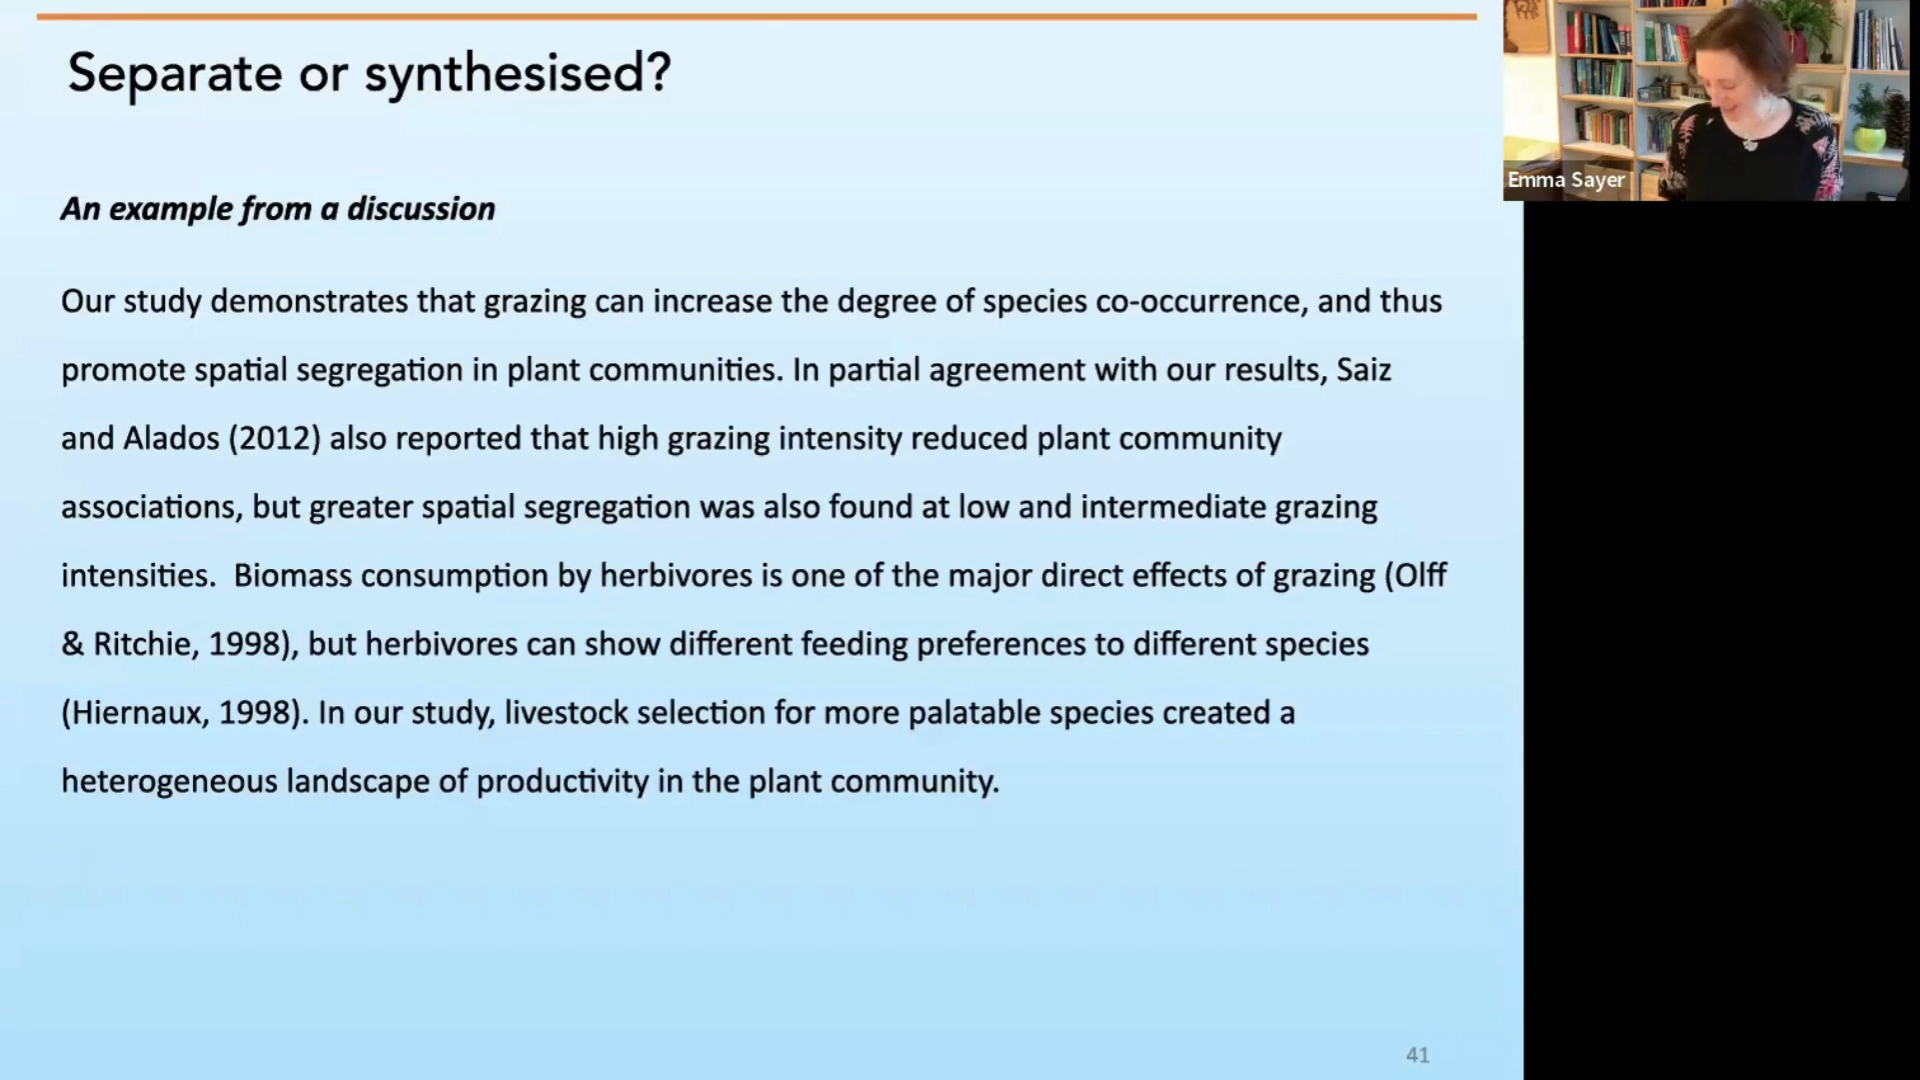 Separate or synthesised?
Emma Sayer
An example from a discussion
Our study demonstrates that grazing can increase the degree of species co-occurrence, and thus
promote spatial segregation in plant communities. In partial agreement with our results, Saiz
and Alados (2012) also reported that high grazing intensity reduced plant community
associations, but greater spatial segregation was also found at low and intermediate grazing
intensities.  Biomass consumption by herbivores is one of the major direct effects of grazing (Olff
& Ritchie, 1998), but herbivores can show different feeding preferences to different species
(Hiernaux, 1998). In our study, livestock selection for more palatable species created a
heterogeneous landscape of productivity in the plant community.
41